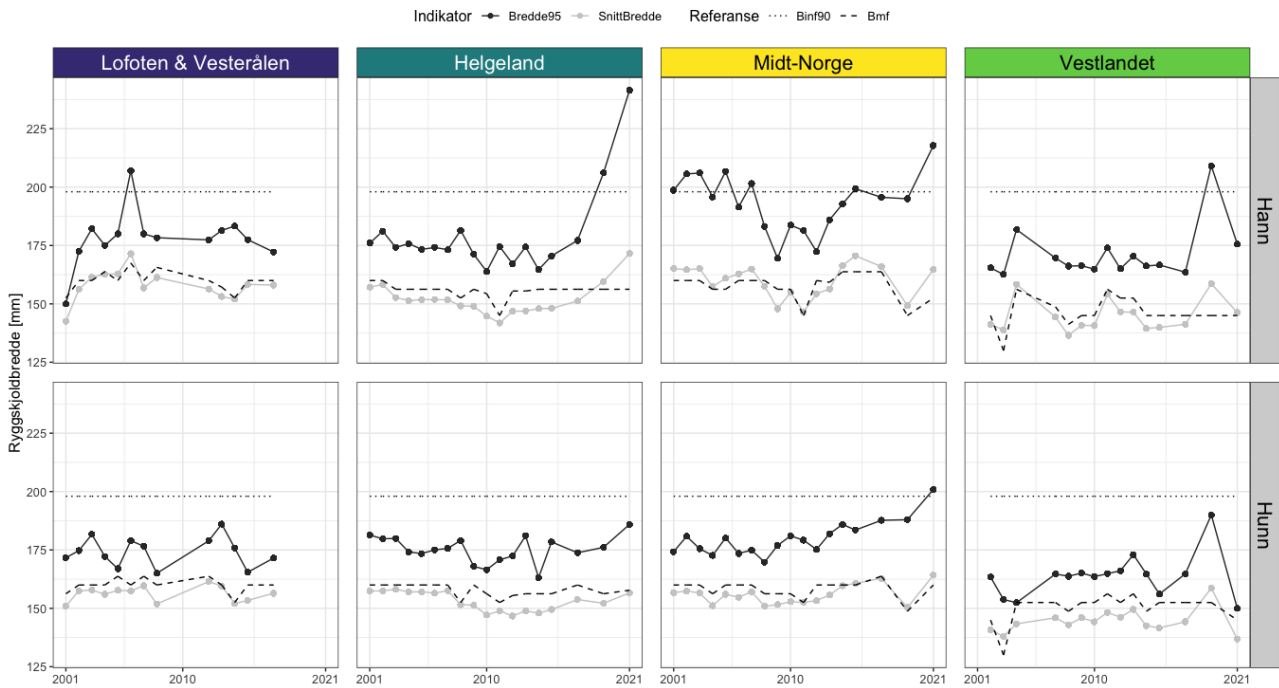 Indikator Bredde95 SnittBredde Referanse Binf90 Bmf
Lofoten & Vesterålen Helgeland Midt-Norge Vestlandet
Ryggskjoldbredde [mm]
225
200
175
150
125
Hann
225
200
175
150
125
Hunn
2001 2010 2021 2001 2010 2021 2001 2010 2021 2001 2010 2021